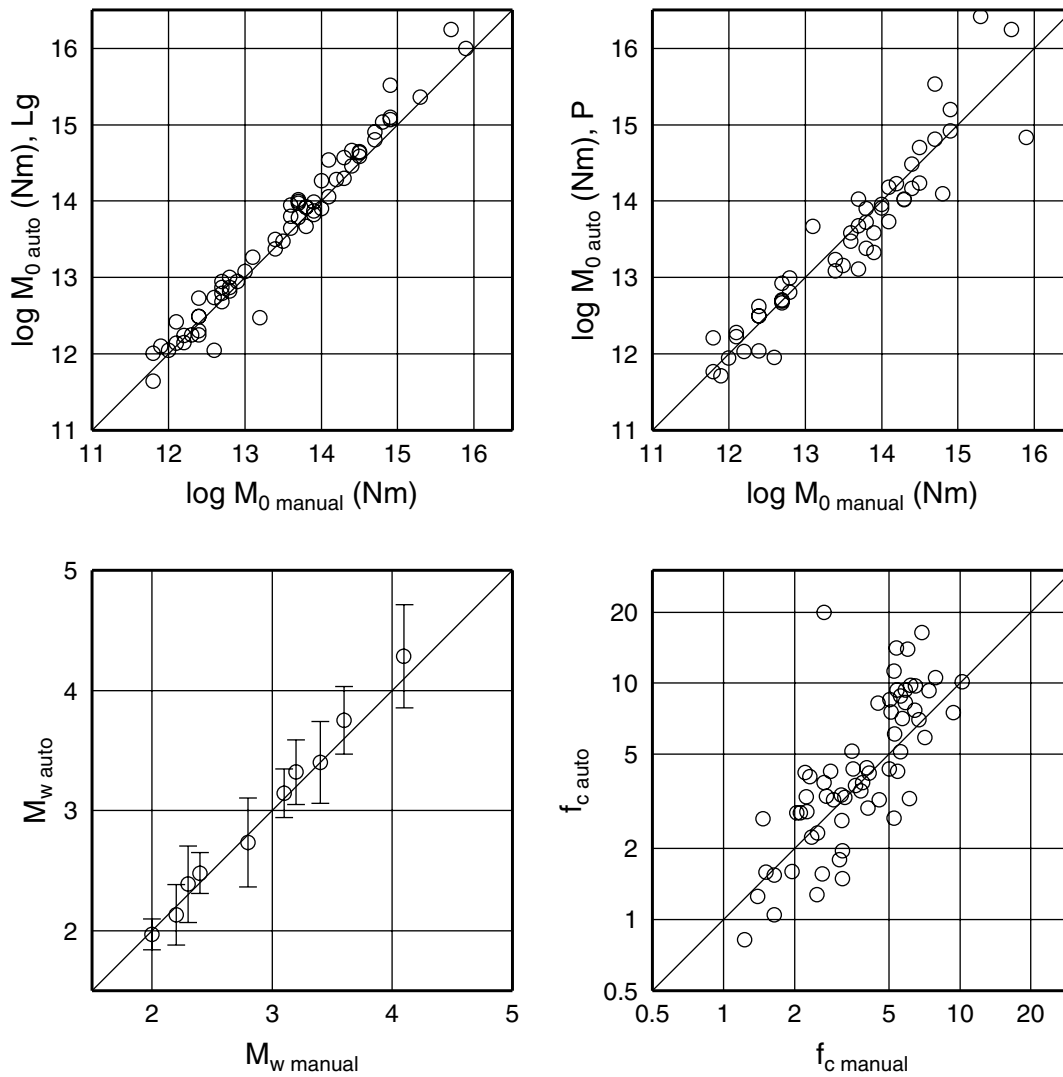 log M0 auto (Nm), Lg
16
15
14
13
12
11
11 12 13 14 15 16
log M0 manual (Nm)
log M0 auto (Nm), P
16
15
14
13
12
11
11 12 13 14 15 16
log M0 manual (Nm)
Mw auto
5
4
3
2
2 3 4 5
Mw manual
fc auto
20
10
5
2
1
0.5
0.5 1 2 5 10 20
fc manual